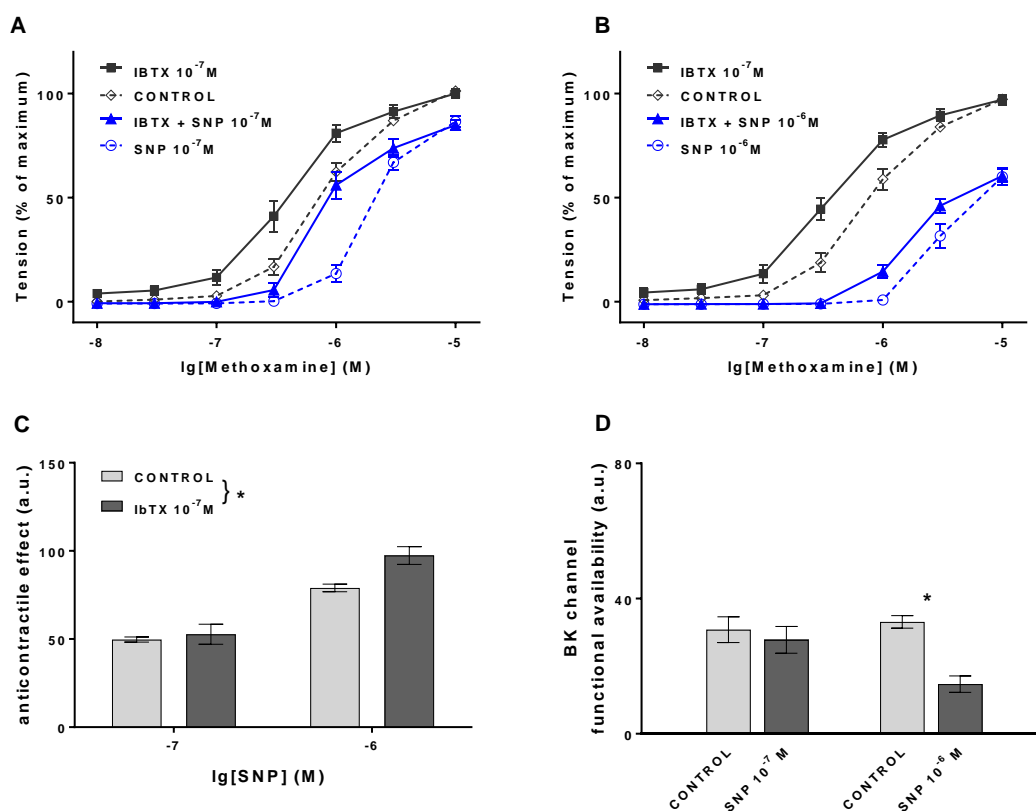 A
IBTX 10⁻⁷M
CONTROL
IBTX + SNP 10⁻⁷M
SNP 10⁻⁷M
Tension (% of maximum)
100
50
0
-8
-7
-6
-5
lg[Methoxamine] (M)
B
IBTX 10⁻⁷M
CONTROL
IBTX + SNP 10⁻⁶M
SNP 10⁻⁶M
Tension (% of maximum)
100
50
0
-8
-7
-6
-5
lg[Methoxamine] (M)
C
CONTROL
IbTX 10⁻⁷M
} *
anticontractile effect (a.u.)
150
100
50
0
-7
-6
lg[SNP] (M)
D
BK channel
functional availability (a.u.)
80
40
0
*
CONTROL
SNP 10⁻⁷ M
CONTROL
SNP 10⁻⁶ M